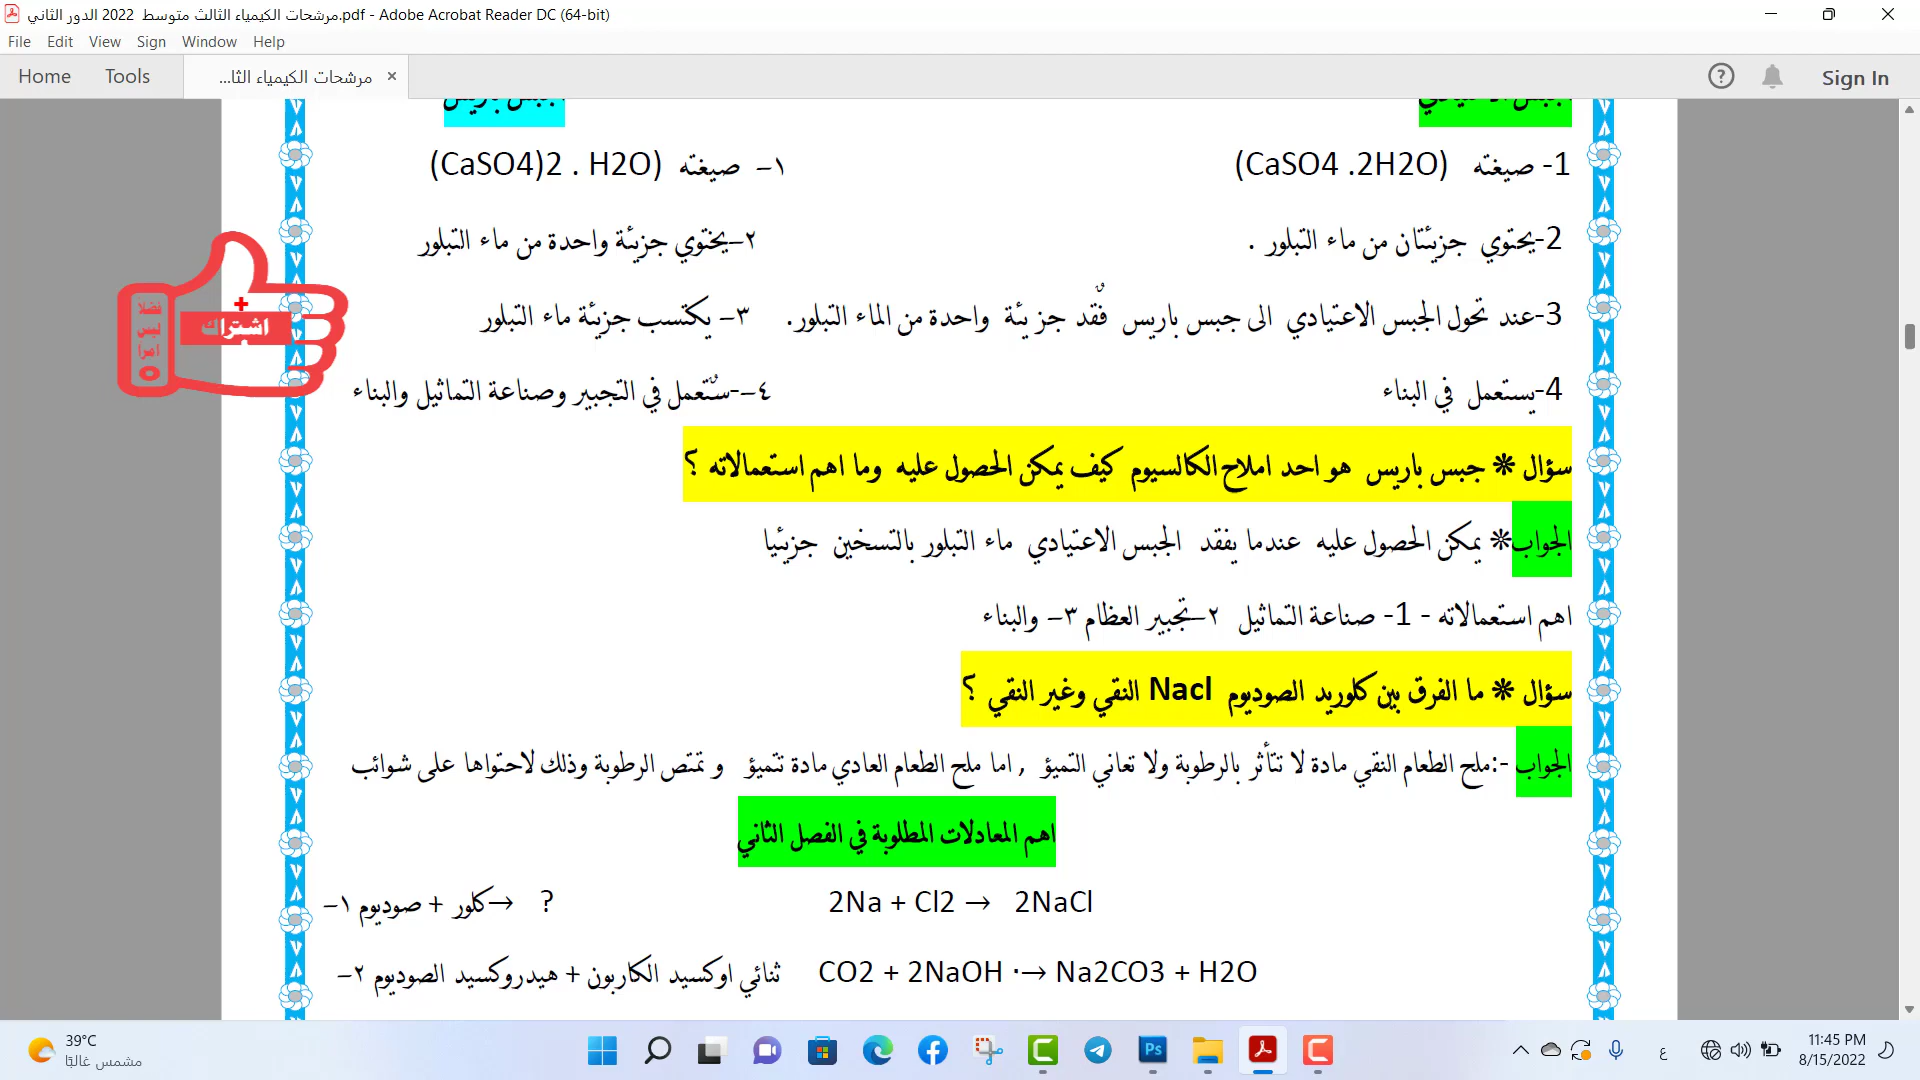 مرشحات الكيمياء الثالث متوسط 2022 الدور الثاني.pdf - Adobe Acrobat Reader DC (64-bit)
File Edit View Sign Window Help
Home Tools مرشحات الكيمياء الثا... × Sign In
1- صيغته (CaSO4 .2H2O) ١– صيغته (CaSO4)2 . H2O)
2-يحتوي جزيئتان من ماء التبلور . ٢–يحتوي جزيئة واحدة من ماء التبلور
3-عند تحول الجبس الاعتيادي الى جبس باريس فقد جزيئة واحدة من الماء التبلور. ٣– يكتسب جزيئة ماء التبلور
4-يستعمل في البناء ٤–-ستعمل في التجبير وصناعة التماثيل والبناء
فضلا ليس امرا
اشتراك
سؤال * جبس باريس هو احد املاح الكالسيوم كيف يمكن الحصول عليه وما اهم استعمالاته ؟
الجواب* يمكن الحصول عليه عندما يفقد الجبس الاعتيادي ماء التبلور بالتسخين جزيئيا
اهم استعمالاته - 1- صناعة التماثيل ٢–تجبير العظام ٣– والبناء
سؤال * ما الفرق بين كلوريد الصوديوم Nacl النقي وغير النقي ؟
الجواب -:ملح الطعام النقي مادة لا تتأثر بالرطوبة ولا تعاني التميؤ , اما ملح الطعام العادي مادة تتميؤ و تمتص الرطوبة وذلك لاحتواها على شوائب
اهم المعادلات المطلوبة في الفصل الثاني
١– صوديوم + كلور→ ? 2Na + Cl2 → 2NaCl
٢– هيدروكسيد الصوديوم + ثنائي اوكسيد الكاربون CO2 + 2NaOH ·→ Na2CO3 + H2O
39°C
مشمس غالبًا
ع
11:45 PM
8/15/2022